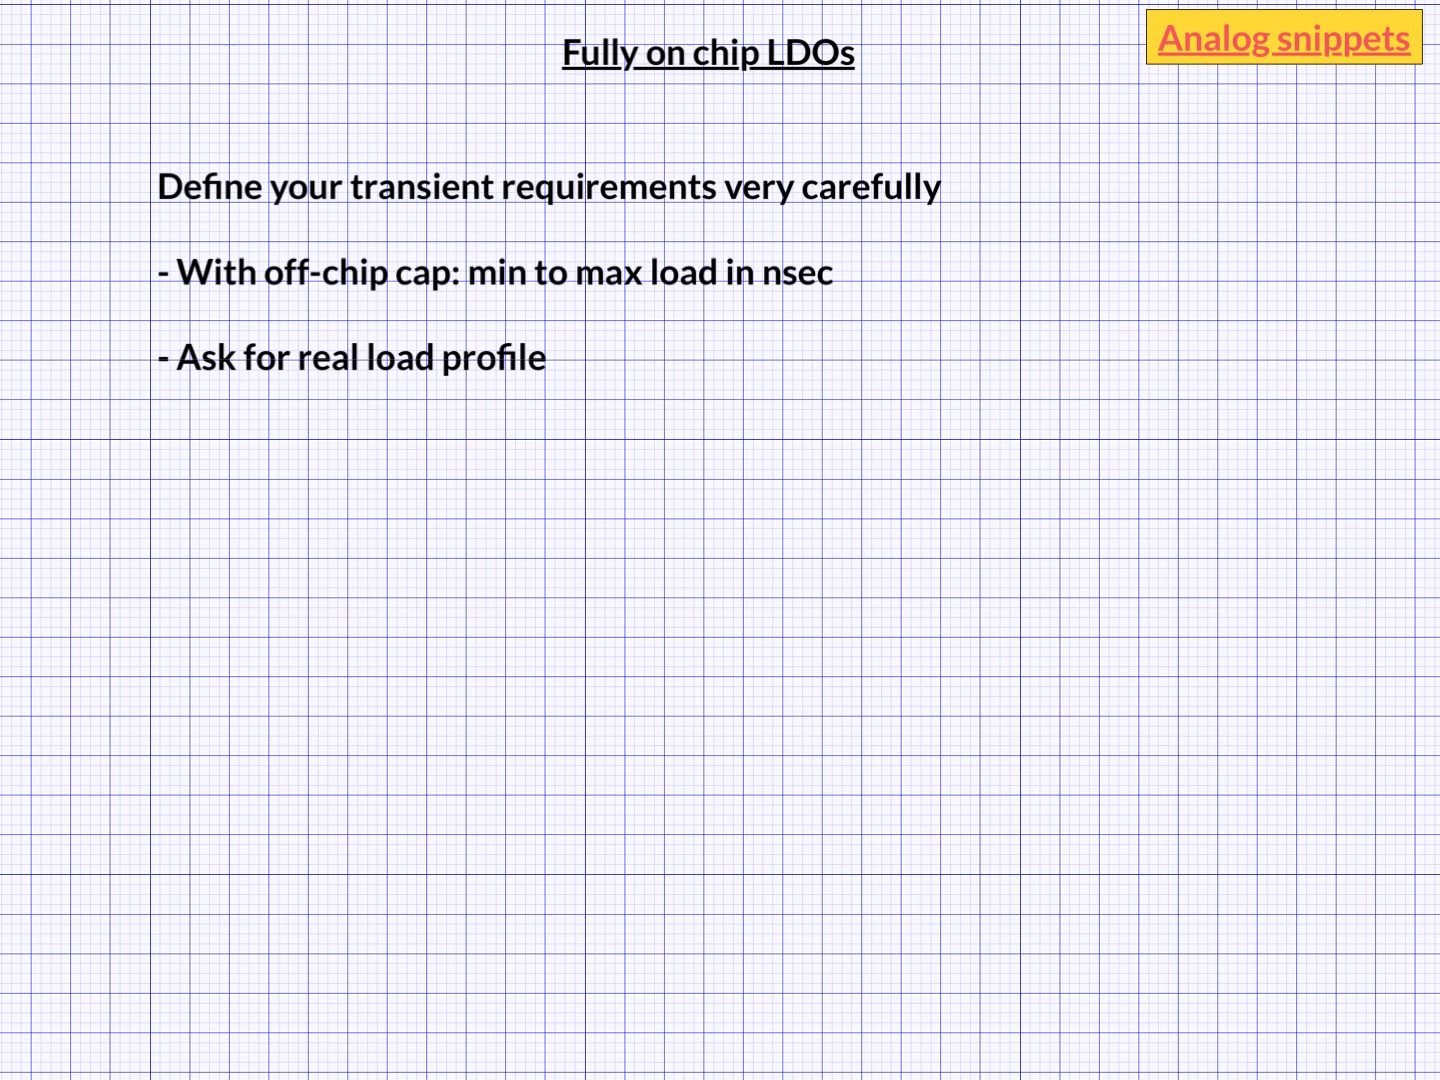 Fully on chip LDOs
Analog snippets
Define your transient requirements very carefully
- With off-chip cap: min to max load in nsec
- Ask for real load profile